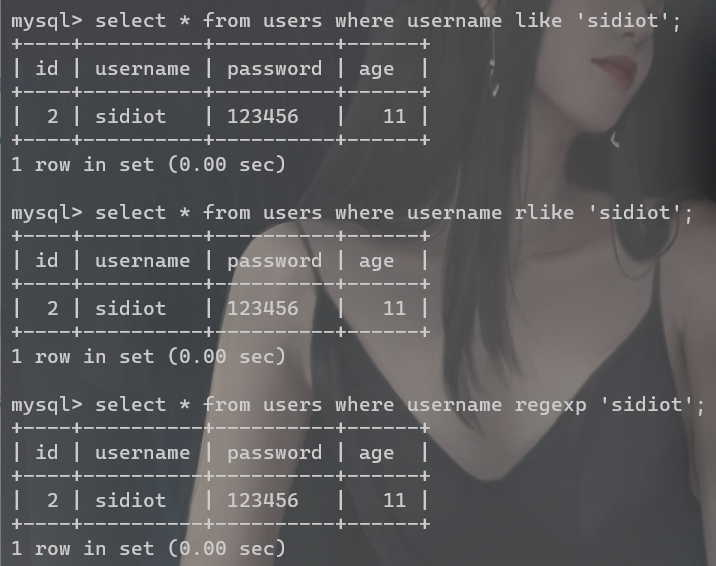 mysql> select * from users where username like 'sidiot';
+----+----------+----------+------+
| id | username | password | age  |
+----+----------+----------+------+
|  2 | sidiot   | 123456   |   11 |
+----+----------+----------+------+
1 row in set (0.00 sec)
mysql> select * from users where username rlike 'sidiot';
+----+----------+----------+------+
| id | username | password | age  |
+----+----------+----------+------+
|  2 | sidiot   | 123456   |   11 |
+----+----------+----------+------+
1 row in set (0.00 sec)
mysql> select * from users where username regexp 'sidiot';
+----+----------+----------+------+
| id | username | password | age  |
+----+----------+----------+------+
|  2 | sidiot   | 123456   |   11 |
+----+----------+----------+------+
1 row in set (0.00 sec)